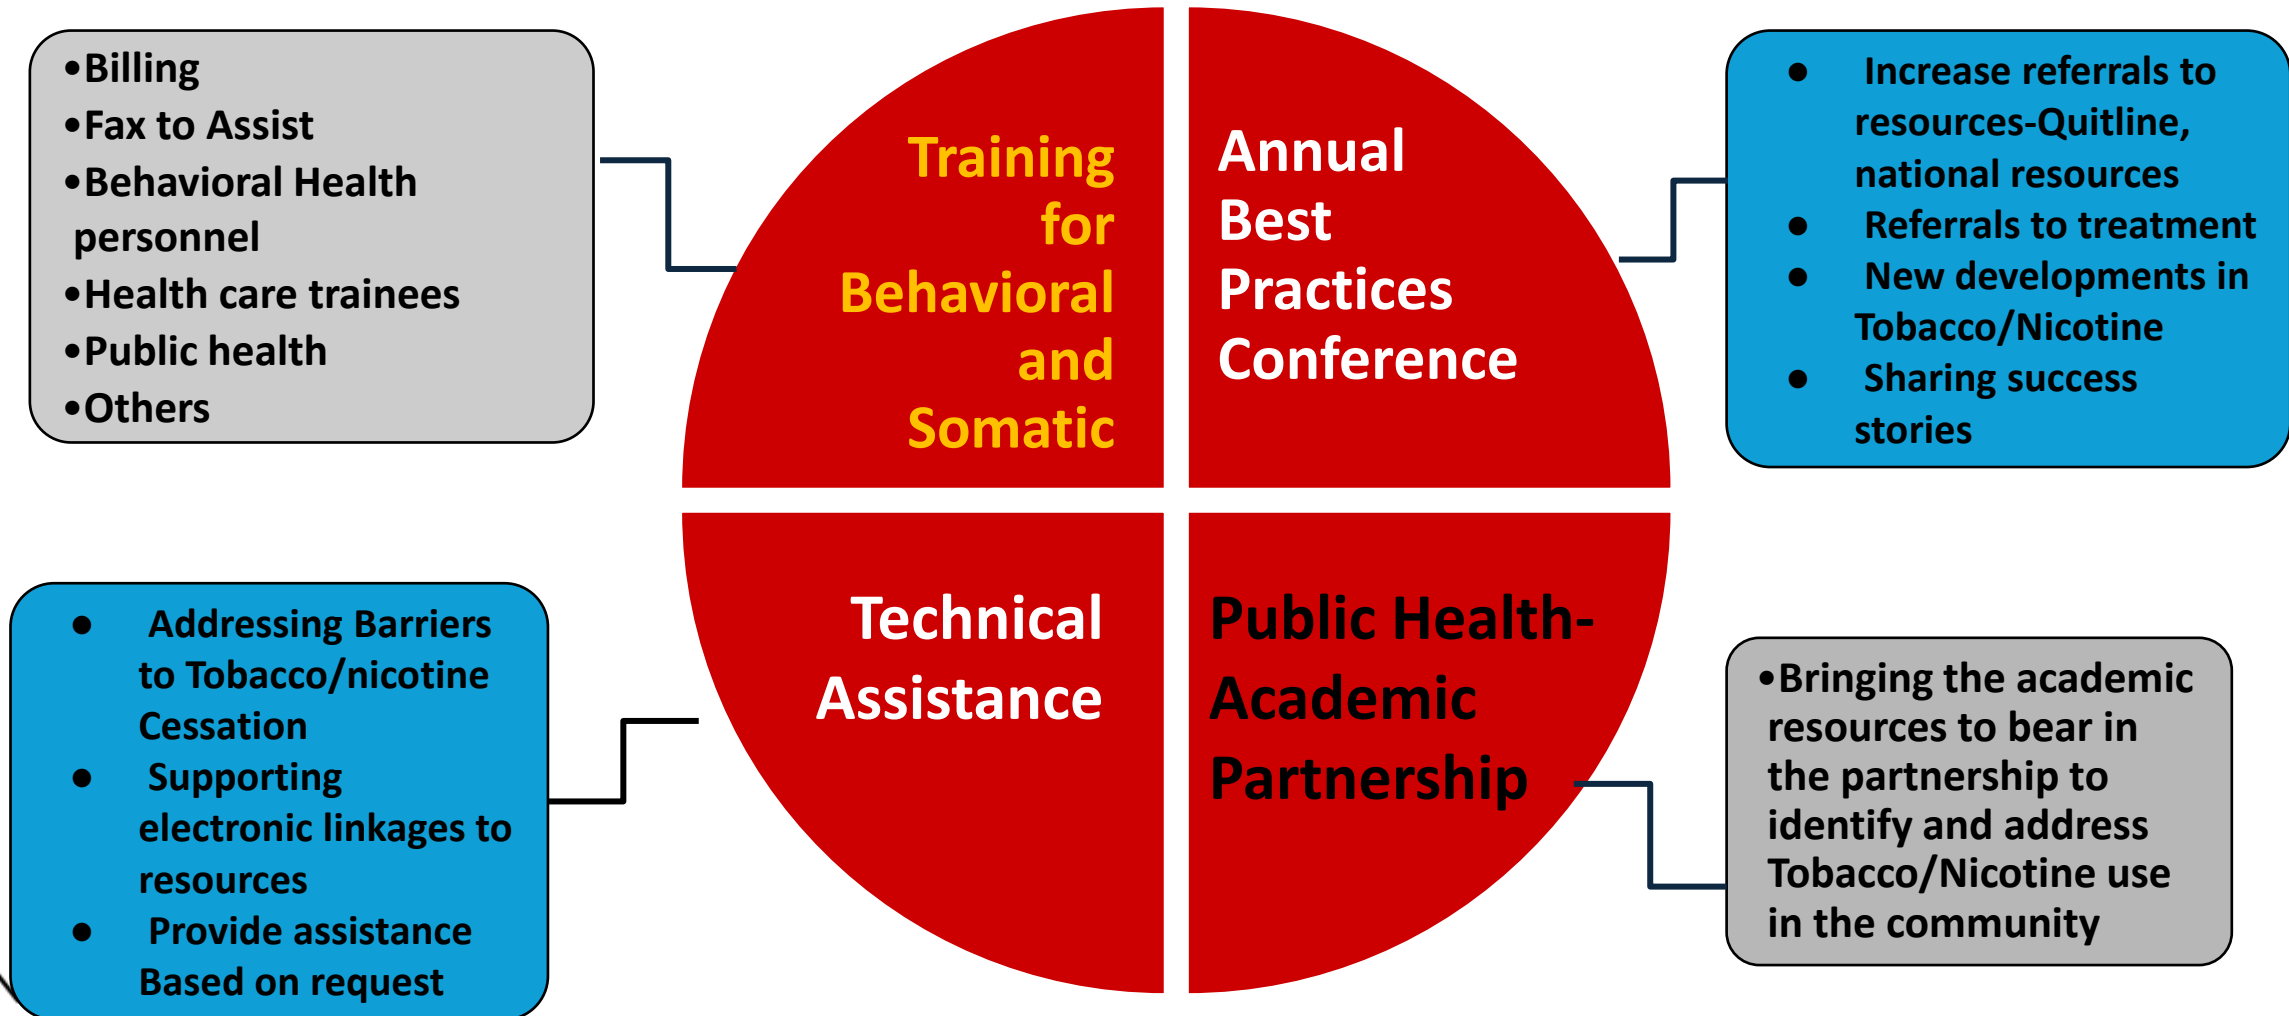 •Billing
•Fax to Assist
•Behavioral Health
personnel
•Health care trainees
•Public health
•Others
Training
for
Behavioral
and
Somatic
Annual
Best
Practices
Conference
● Increase referrals to
resources-Quitline,
national resources
● Referrals to treatment
● New developments in
Tobacco/Nicotine
● Sharing success
stories
● Addressing Barriers
to Tobacco/nicotine
Cessation
● Supporting
electronic linkages to
resources
● Provide assistance
Based on request
Technical
Assistance
Public Health-
Academic
Partnership
•Bringing the academic
resources to bear in
the partnership to
identify and address
Tobacco/Nicotine use
in the community